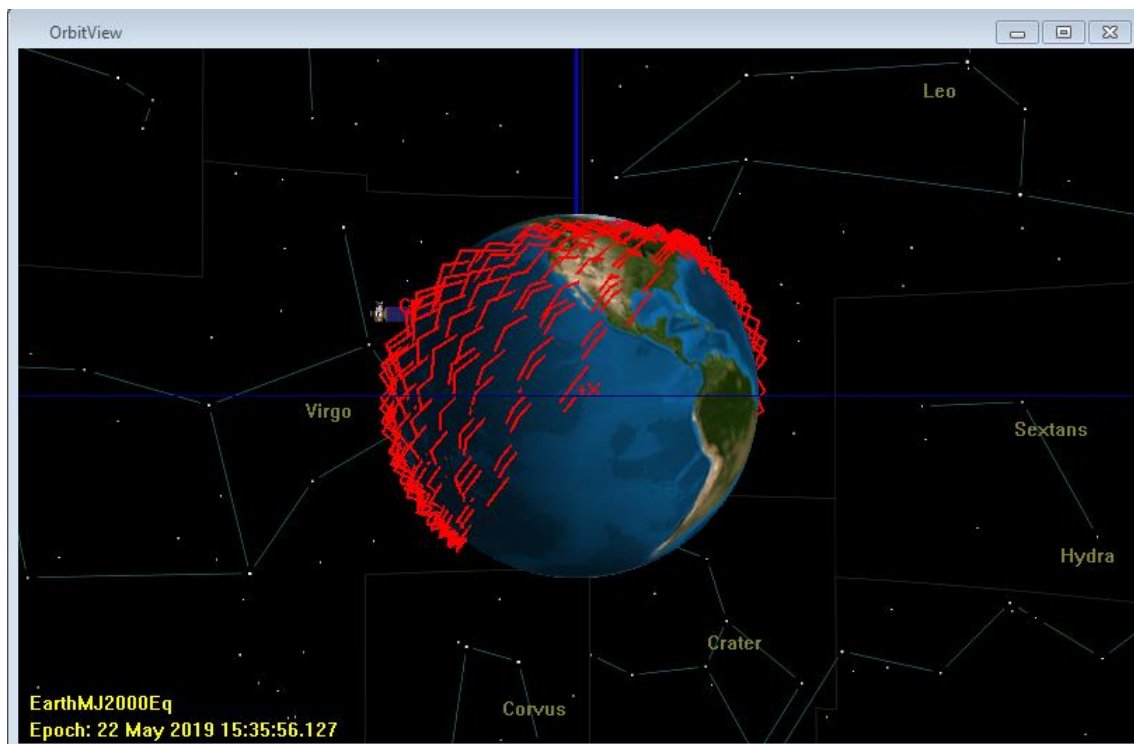 OrbitView
Leo
+X
Virgo
Sextans
Hydra
Crater
Corvus
EarthMJ2000Eq
Epoch: 22 May 2019 15:35:56.127